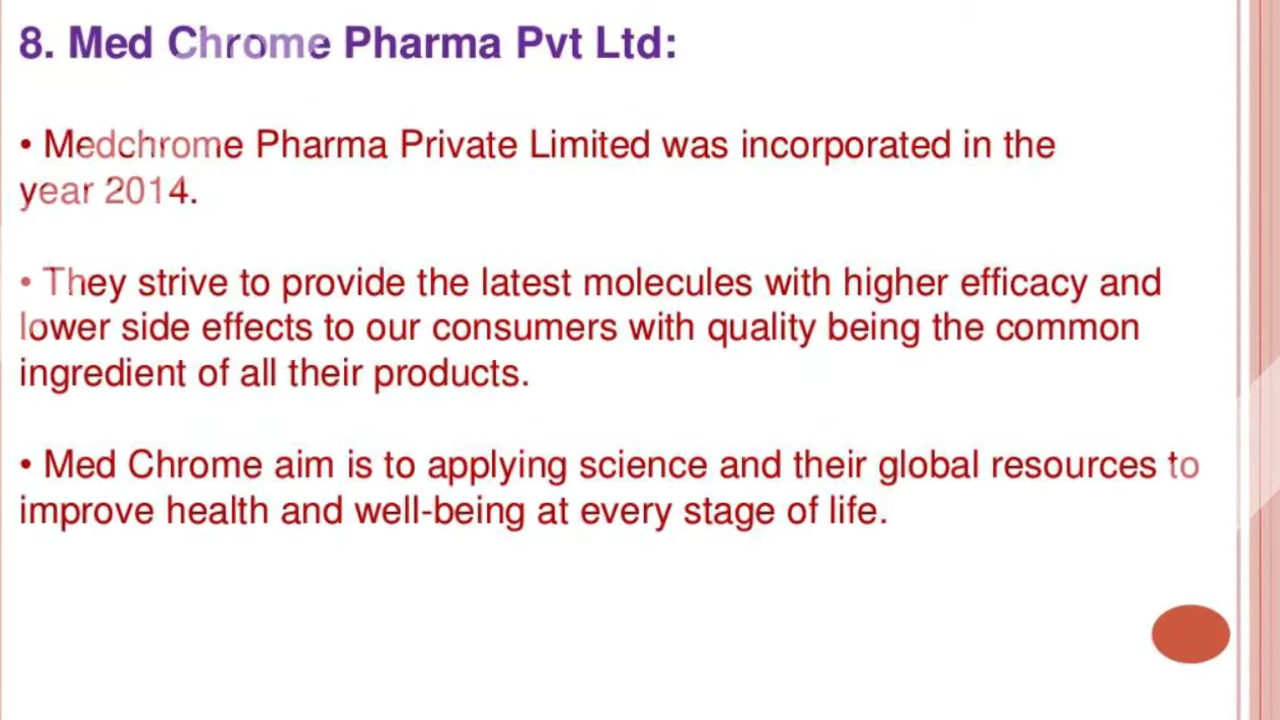 8. Med Chrome Pharma Pvt Ltd:
• Medchrome Pharma Private Limited was incorporated in the
year 2014.
• They strive to provide the latest molecules with higher efficacy and
lower side effects to our consumers with quality being the common
ingredient of all their products.
• Med Chrome aim is to applying science and their global resources to
improve health and well-being at every stage of life.